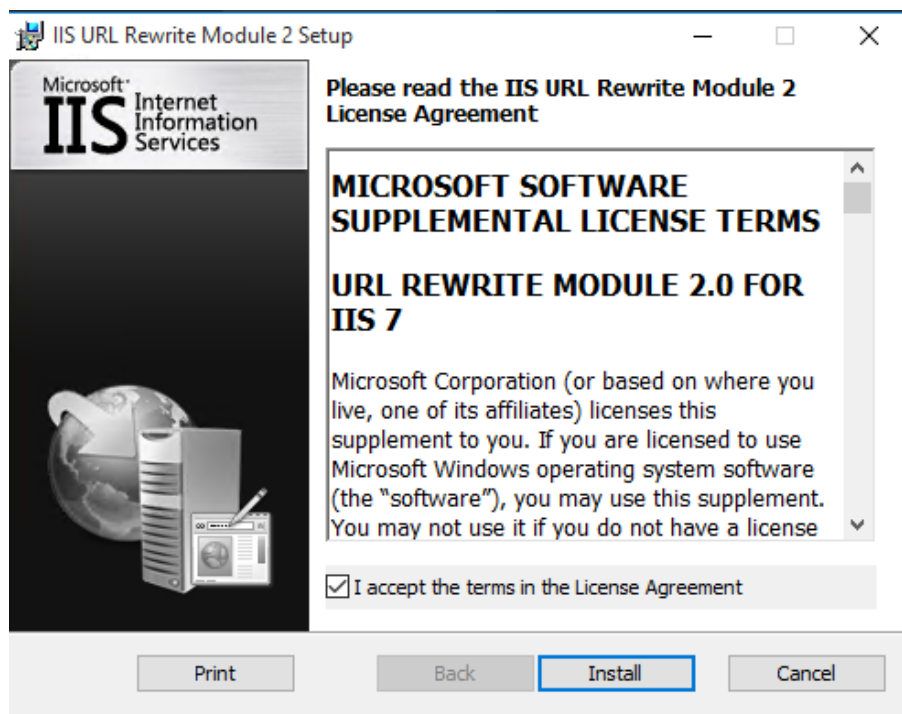 IIS URL Rewrite Module 2 Setup
Microsoft
IIS Internet
Information
Services
Please read the IIS URL Rewrite Module 2
License Agreement
MICROSOFT SOFTWARE
SUPPLEMENTAL LICENSE TERMS
URL REWRITE MODULE 2.0 FOR
IIS 7
Microsoft Corporation (or based on where you
live, one of its affiliates) licenses this
supplement to you. If you are licensed to use
Microsoft Windows operating system software
(the “software”), you may use this supplement.
You may not use it if you do not have a license
I accept the terms in the License Agreement
Print
Back
Install
Cancel